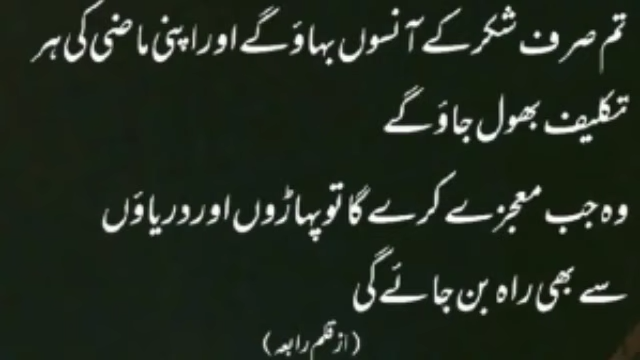 تم صرف شکر کے آنسوں بہاؤ گے اور اپنی ماضی کی ہر
تکلیف بھول جاؤ گے
وہ جب معجزے کرے گا تو پہاڑوں اور دریاؤں
سے بھی راہ بن جائے گی
(از قلم رابعہ)